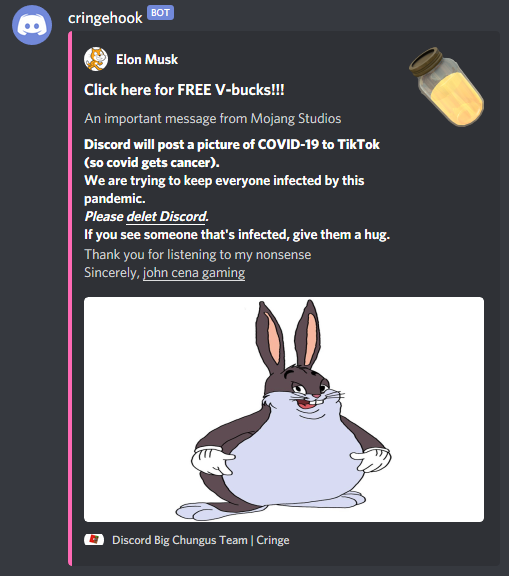 cringehook BOT
Elon Musk
Click here for FREE V-bucks!!!
An important message from Mojang Studios
Discord will post a picture of COVID-19 to TikTok
(so covid gets cancer).
We are trying to keep everyone infected by this
pandemic.
Please delet Discord.
If you see someone that's infected, give them a hug.
Thank you for listening to my nonsense
Sincerely, john cena gaming
Discord Big Chungus Team | Cringe